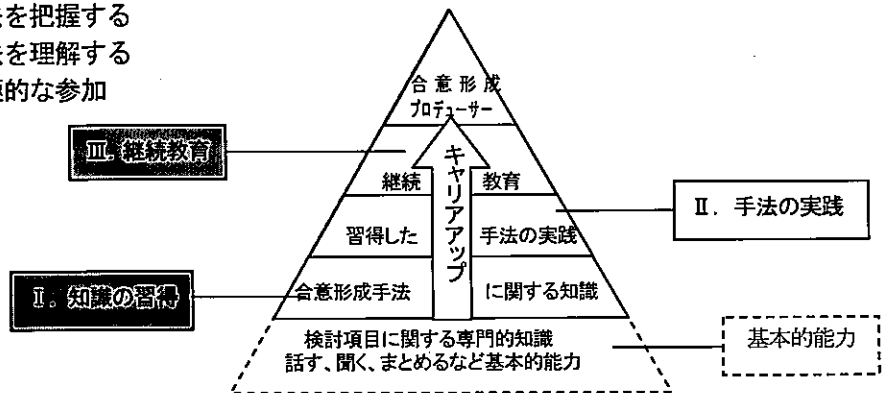 を把握する
を理解する
的な参加
合意形成
プロデューサー
Ⅲ. 継続教育
キャリアアップ
継続 教育
Ⅱ. 手法の実践
習得した 手法の実践
Ⅰ. 知識の習得
合意形成手法 に関する知識
検討項目に関する専門的知識
話す、聞く、まとめるなど基本的能力
基本的能力